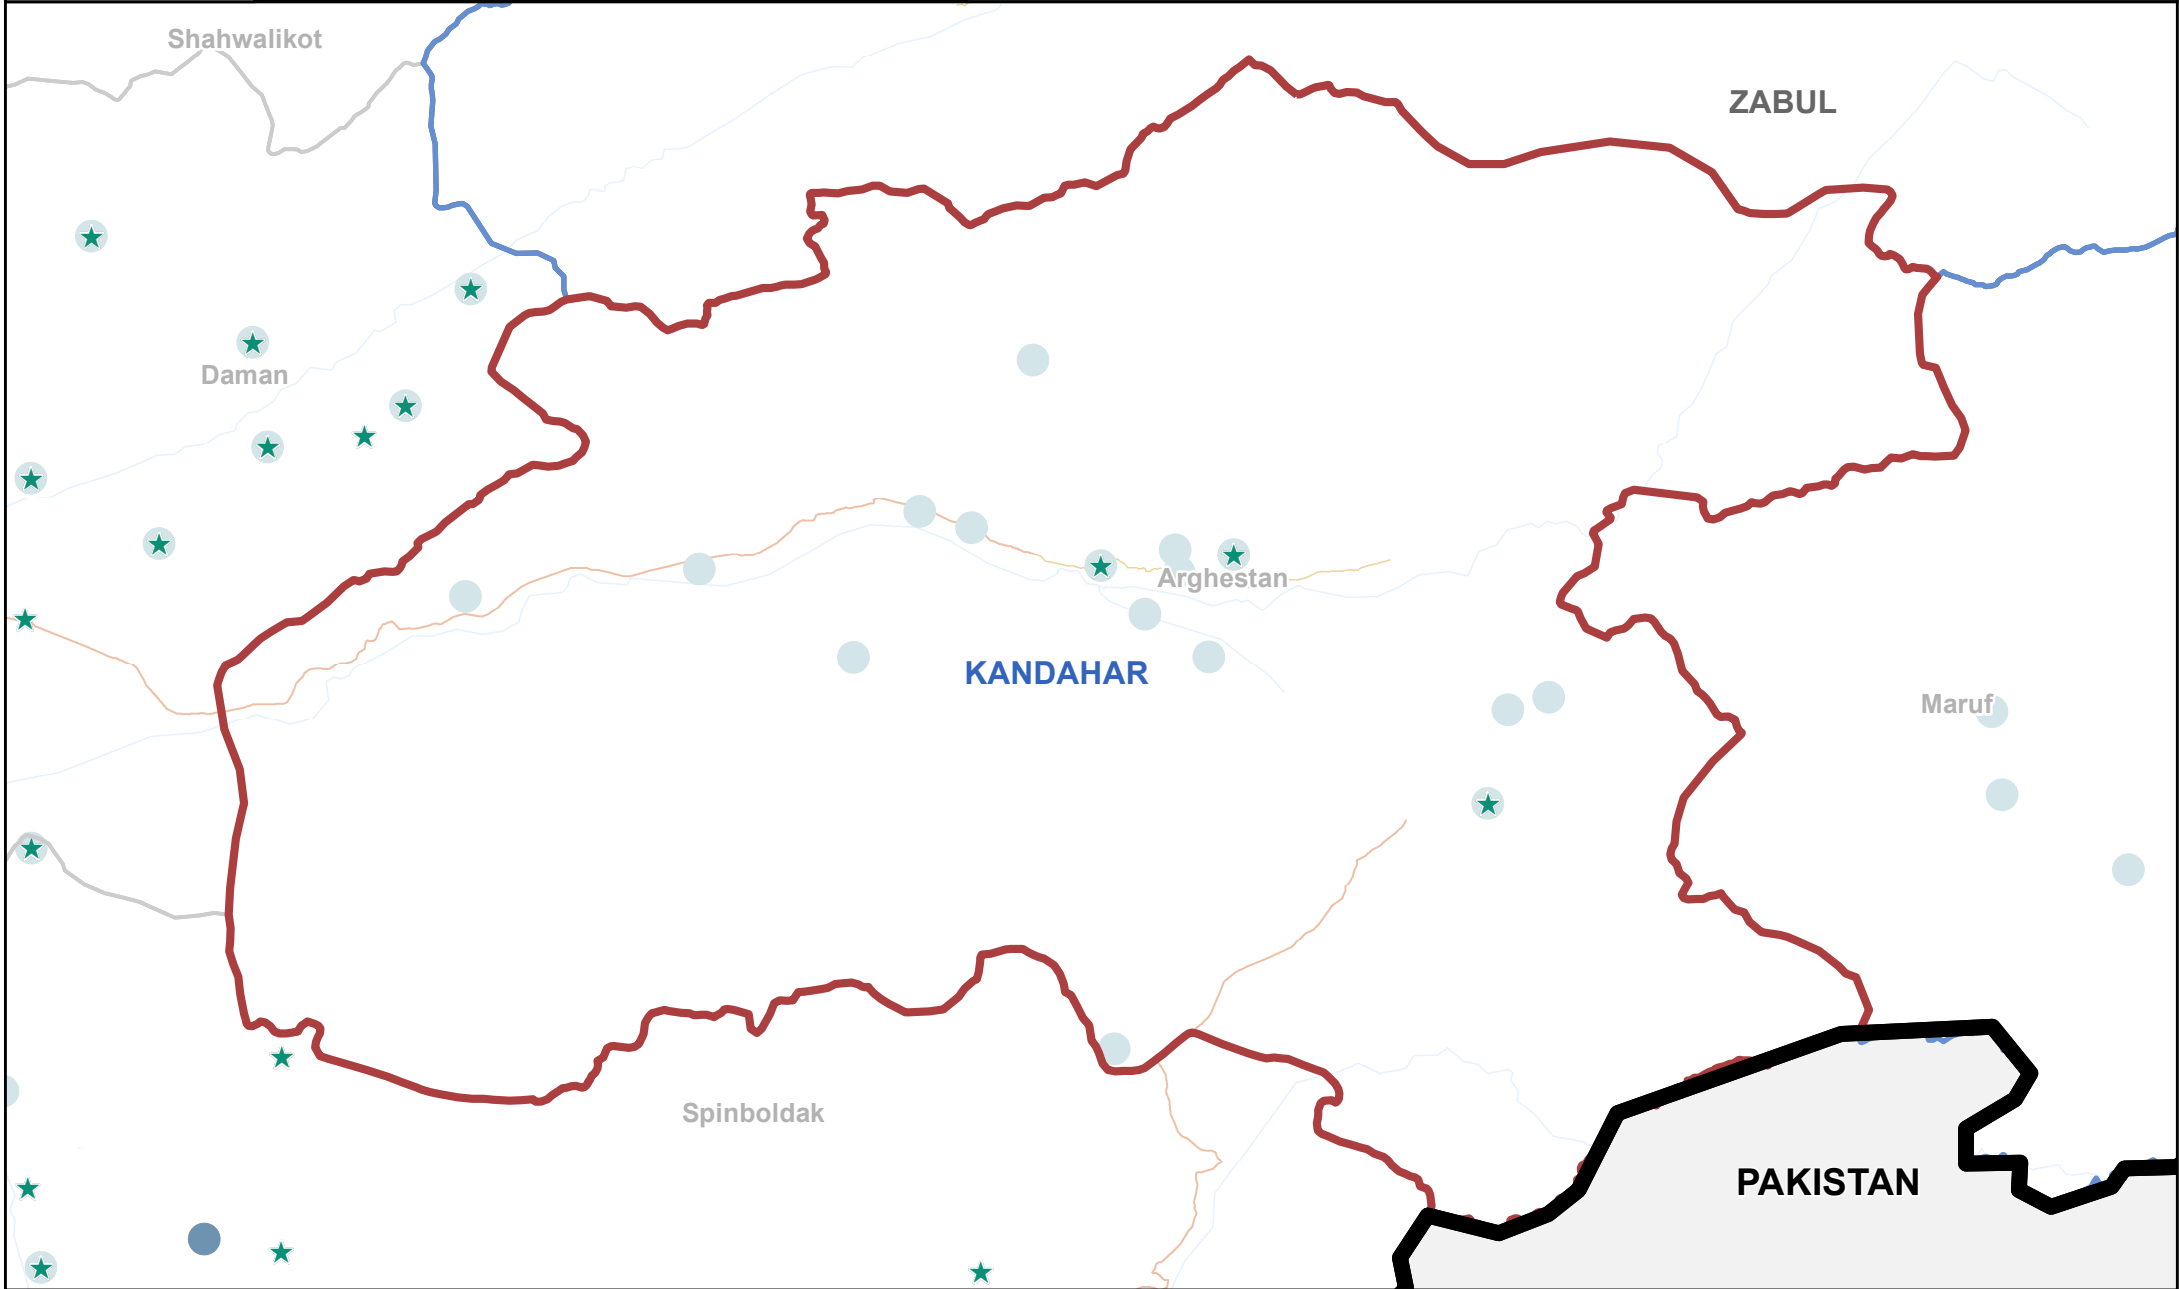 Shahwalikot
ZABUL
Daman
Arghestan
KANDAHAR
Maruf
Spinboldak
PAKISTAN